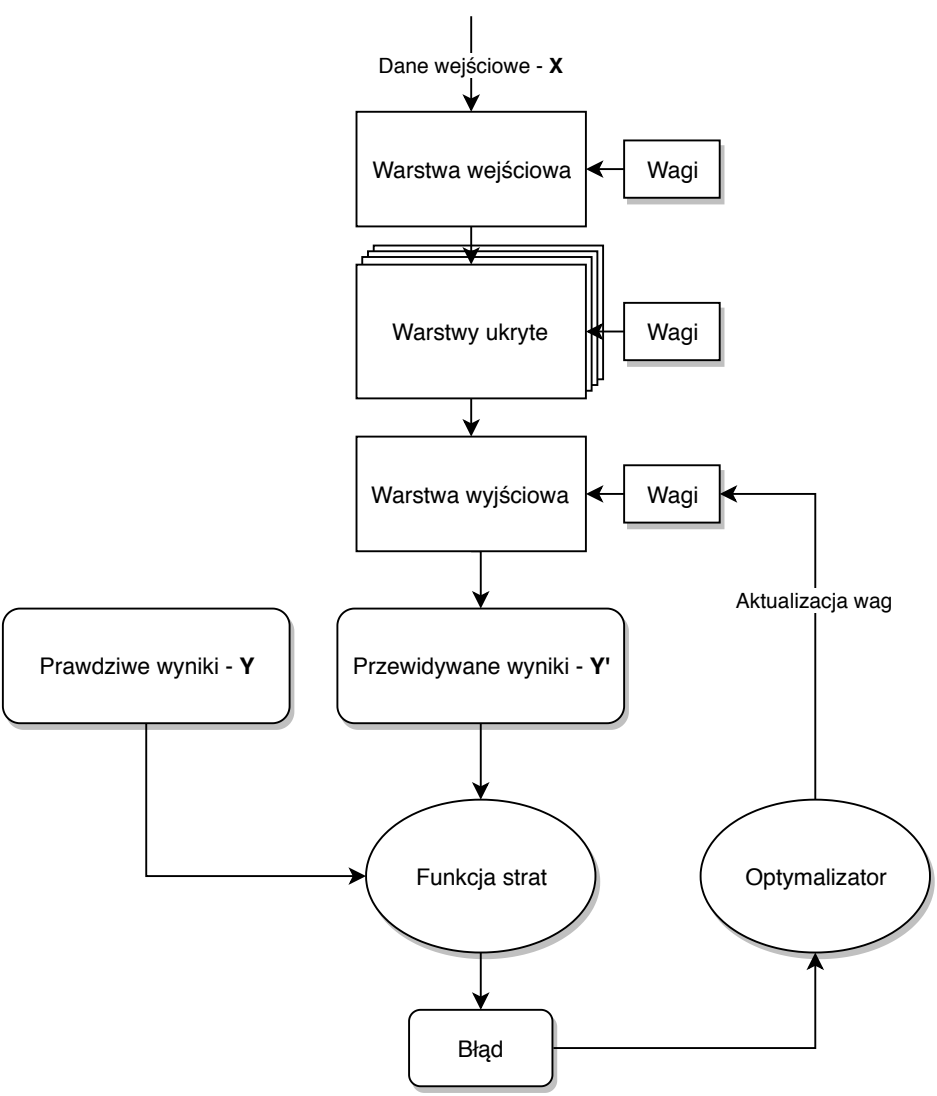 Dane wejściowe - X
Warstwa wejściowa
Wagi
Warstwy ukryte
Wagi
Warstwa wyjściowa
Wagi
Aktualizacja wag
Prawdziwe wyniki - Y
Przewidywane wyniki - Y'
Funkcja strat
Optymalizator
Błąd